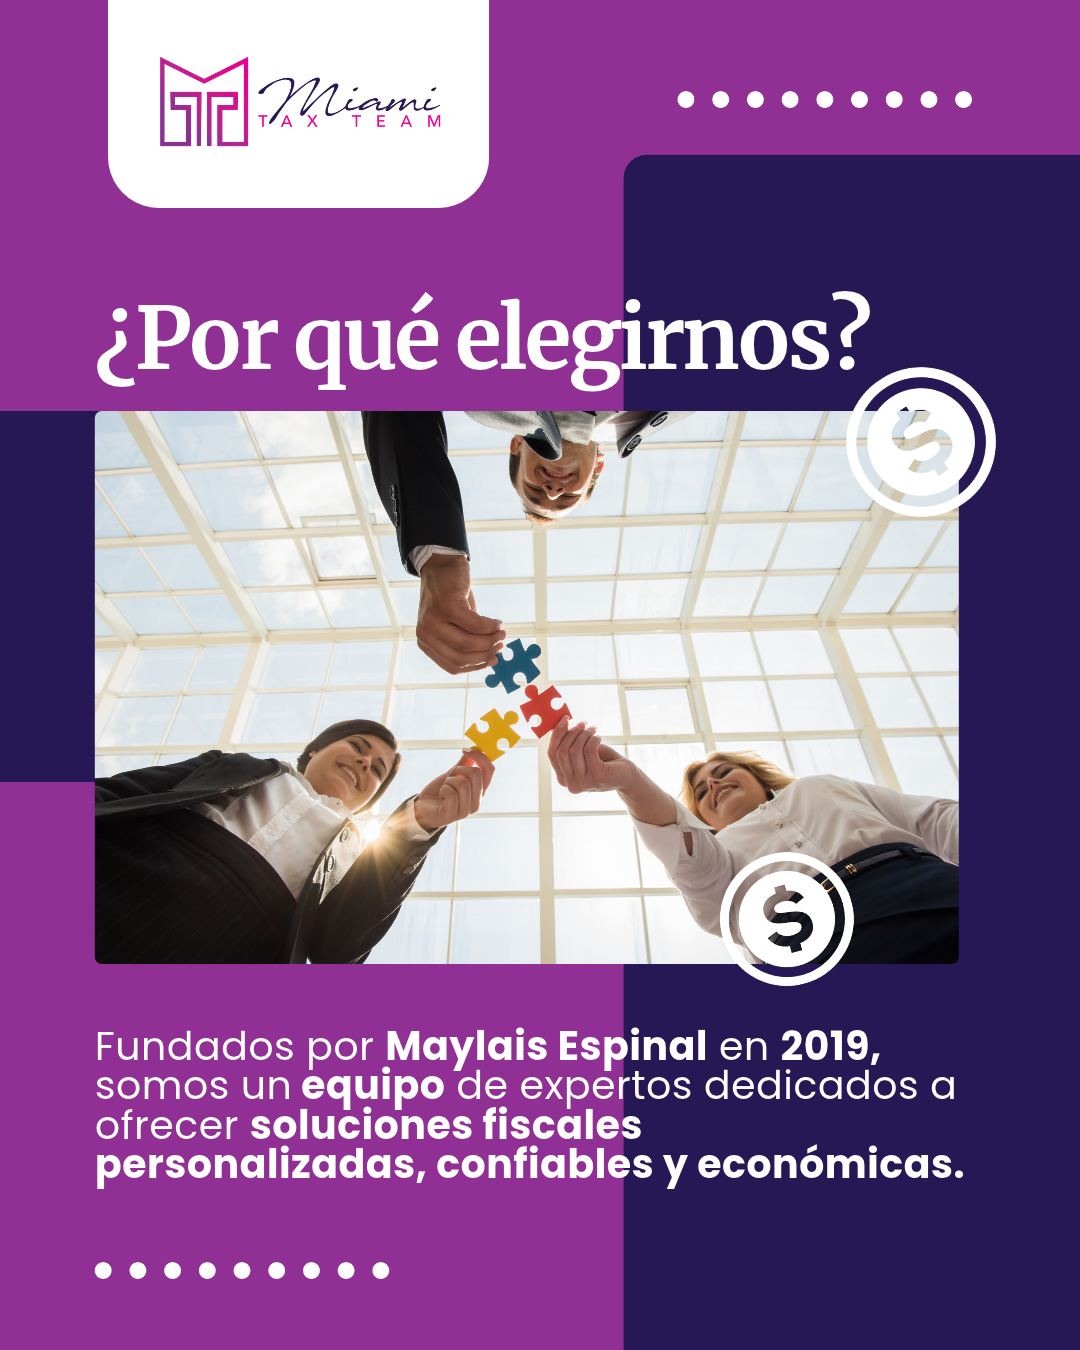 Miami
TAX TEAM
¿Por qué elegirnos?
Fundados por Maylais Espinal en 2019,
somos un equipo de expertos dedicados a
ofrecer soluciones fiscales
personalizadas, confiables y económicas.